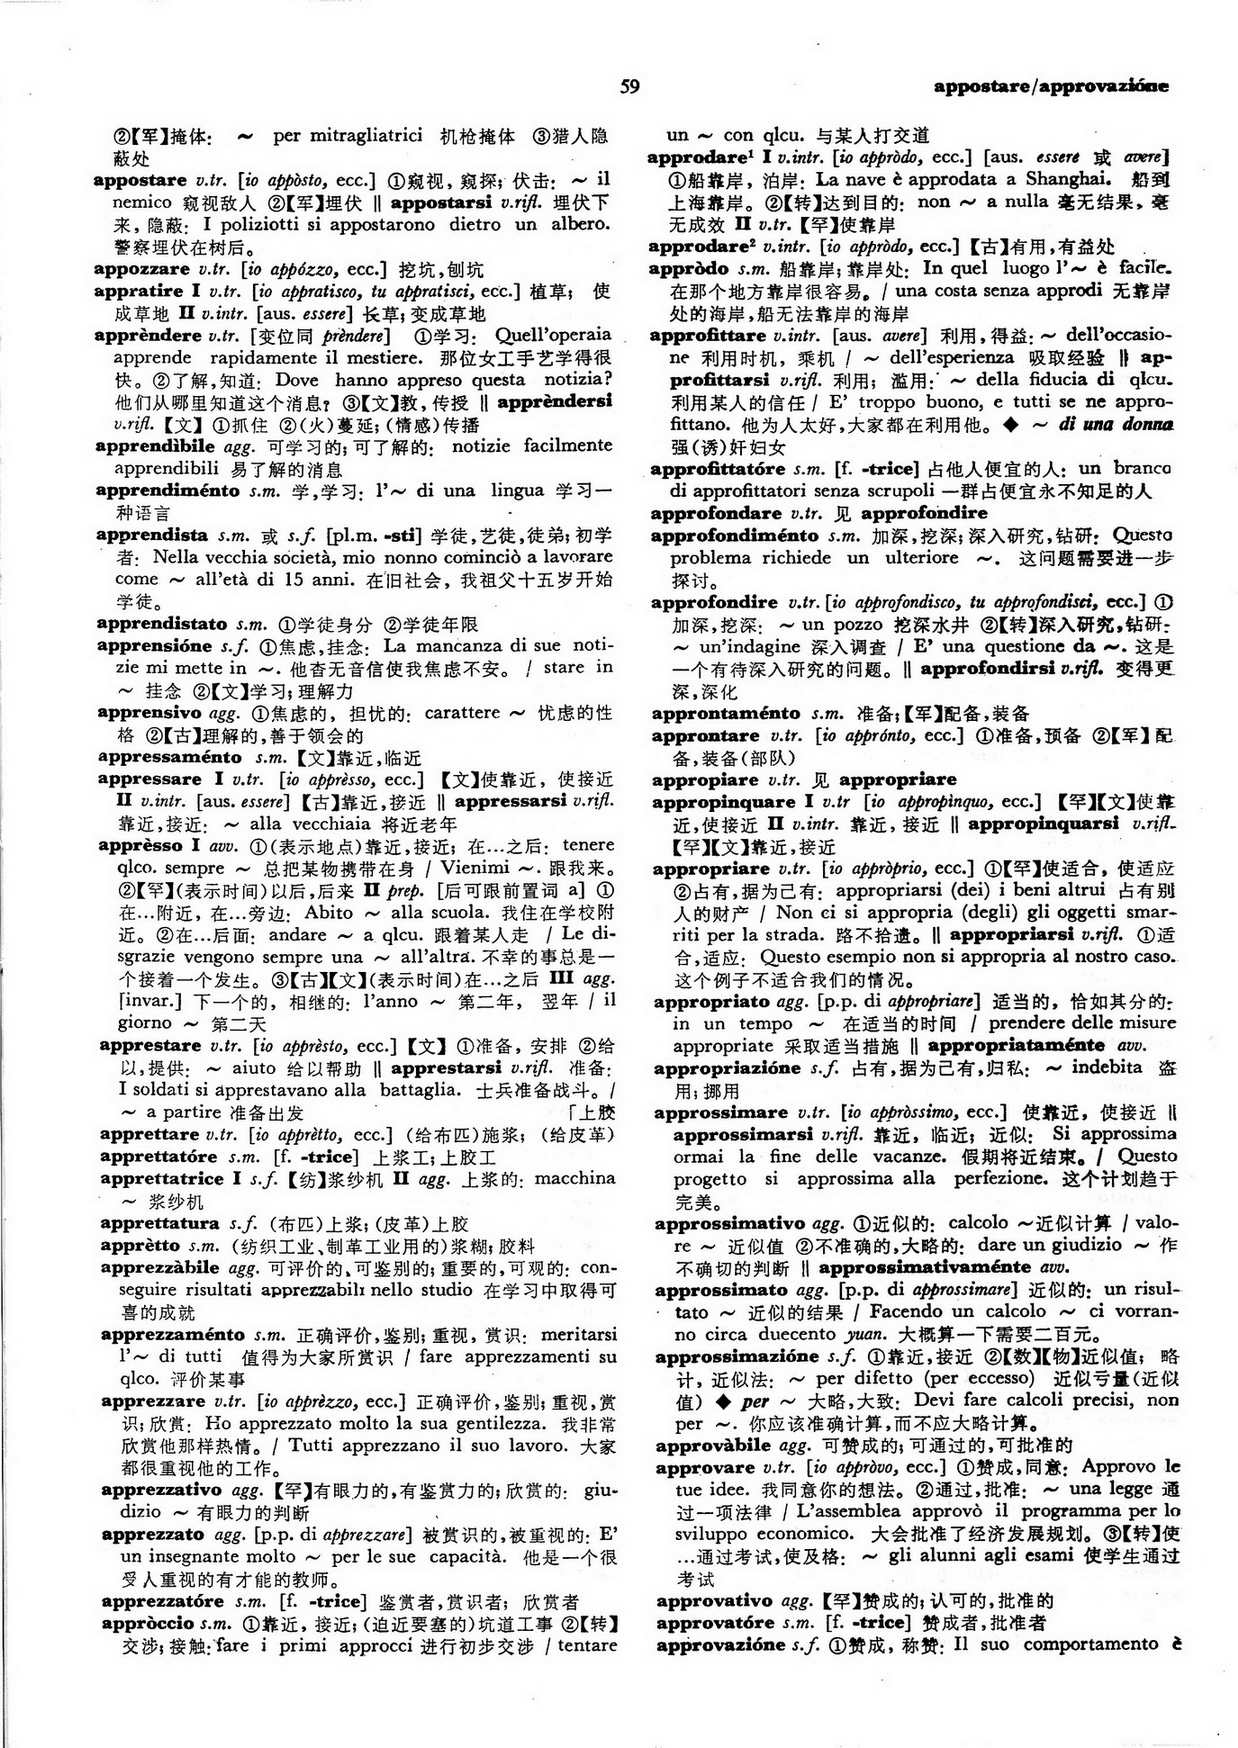 59
appostare/approvazióne
②【军】掩体: ~ per mitragliatrici 机枪掩体 ③猎人隐
蔽处
appostare v.tr. [io appòsto, ecc.] ①窥视, 窥探; 伏击: ~ il
nemico 窥视敌人 ②【军】埋伏 ‖ appostarsi v.rifl. 埋伏下
来, 隐蔽: I poliziotti si appostarono dietro un albero.
警察埋伏在树后。
appozzare v.tr. [io appózzo, ecc.] 挖坑,刨坑
appratire I v.tr. [io appratisco, tu appratisci, ecc.] 植草; 使
成草地 II v.intr. [aus. essere] 长草; 变成草地
apprèndere v.tr. [变位同 prèndere] ①学习: Quell'operaia
apprende rapidamente il mestiere. 那位女工手艺学得很
快。②了解,知道: Dove hanno appreso questa notizia?
他们从哪里知道这个消息? ③【文】教, 传授 ‖ apprèndersi
v.rifl. 【文】 ①抓住 ②(火)蔓延; (情感)传播
apprendìbile agg. 可学习的; 可了解的: notizie facilmente
apprendibili 易了解的消息
apprendiménto s.m. 学,学习: l'~ di una lingua 学习一
种语言
apprendista s.m. 或 s.f. [pl.m. -sti] 学徒,艺徒,徒弟; 初学
者: Nella vecchia società, mio nonno cominciò a lavorare
come ~ all'età di 15 anni. 在旧社会, 我祖父十五岁开始
学徒。
apprendistato s.m. ①学徒身分 ②学徒年限
apprensióne s.f. ①焦虑,挂念: La mancanza di sue noti-
zie mi mette in ~. 他杳无音信使我焦虑不安。 / stare in
~ 挂念 ②【文】学习; 理解力
apprensivo agg. ①焦虑的, 担忧的: carattere ~ 忧虑的性
格 ②【古】理解的,善于领会的
appressaménto s.m. 【文】靠近,临近
appressare I v.tr. [io apprèsso, ecc.] 【文】使靠近, 使接近
II v.intr. [aus. essere] 【古】靠近,接近 ‖ appressarsi v.rifl.
靠近,接近: ~ alla vecchiaia 将近老年
apprèsso I avv. ①(表示地点)靠近,接近; 在…之后: tenere
qlco. sempre ~ 总把某物携带在身 / Vienimi ~. 跟我来。
②【罕】(表示时间)以后,后来 II prep. [后可跟前置词 a] ①
在…附近, 在…旁边: Abito ~ alla scuola. 我住在学校附
近。②在…后面: andare ~ a qlcu. 跟着某人走 / Le di-
sgrazie vengono sempre una ~ all'altra. 不幸的事总是一
个接着一个发生。③【古】【文】(表示时间)在…之后 III agg.
[invar.] 下一个的, 相继的: l'anno ~ 第二年, 翌年 / il
giorno ~ 第二天
apprestare v.tr. [io apprèsto, ecc.] 【文】 ①准备, 安排 ②给
以,提供: ~ aiuto 给以帮助 ‖ apprestarsi v.rifl. 准备:
I soldati si apprestavano alla battaglia. 士兵准备战斗。/
~ a partire 准备出发 「上胶
apprettare v.tr. [io apprètto, ecc.] (给布匹)施浆; (给皮革)
apprettatóre s.m. [f. -trice] 上浆工; 上胶工
apprettatrice I s.f. 【纺】浆纱机 II agg. 上浆的: macchina
~ 浆纱机
apprettatura s.f. (布匹)上浆; (皮革)上胶
apprètto s.m. (纺织工业、制革工业用的)浆糊; 胶料
apprezzàbile agg. 可评价的、可鉴别的; 重要的,可观的: con-
seguire risultati apprezzabili nello studio 在学习中取得可
喜的成就
apprezzaménto s.m. 正确评价,鉴别; 重视, 赏识: meritarsi
l'~ di tutti 值得为大家所赏识 / fare apprezzamenti su
qlco. 评价某事
apprezzare v.tr. [io apprèzzo, ecc.] 正确评价,鉴别; 重视,赏
识; 欣赏: Ho apprezzato molto la sua gentilezza. 我非常
欣赏他那样热情。/ Tutti apprezzano il suo lavoro. 大家
都很重视他的工作。
apprezzativo agg. 【罕】有眼力的,有鉴赏力的; 欣赏的: giu-
dizio ~ 有眼力的判断
apprezzato agg. [p.p. di apprezzare] 被赏识的,被重视的: E'
un insegnante molto ~ per le sue capacità. 他是一个很
受人重视的有才能的教师。
apprezzatóre s.m. [f. -trice] 鉴赏者,赏识者; 欣赏者
appròccio s.m. ①靠近, 接近; (迫近要塞的)坑道工事 ②【转】
交涉; 接触: fare i primi approcci 进行初步交涉 / tentare
un ~ con qlcu. 与某人打交道
approdare¹ I v.intr. [io appròdo, ecc.] [aus. essere 或 avere]
①船靠岸, 泊岸: La nave è approdata a Shanghai. 船到
上海靠岸。②【转】达到目的: non ~ a nulla 毫无结果, 毫
无成效 II v.tr. 【罕】使靠岸
approdare² v.intr. [io appròdo, ecc.] 【古】有用,有益处
appròdo s.m. 船靠岸; 靠岸处: In quel luogo l'~ è facile.
在那个地方靠岸很容易。/ una costa senza approdi 无靠岸
处的海岸,船无法靠岸的海岸
approfittare v.intr. [aus. avere] 利用,得益: ~ dell'occasio-
ne 利用时机, 乘机 / ~ dell'esperienza 吸取经验 ‖ ap-
profittarsi v.rifl. 利用; 滥用: ~ della fiducia di qlcu.
利用某人的信任 / E' troppo buono, e tutti se ne appro-
fittano. 他为人太好,大家都在利用他。◆ ~ di una donna
强(诱)奸妇女
approfittatóre s.m. [f. -trice] 占他人便宜的人: un branco
di approfittatori senza scrupoli 一群占便宜永不知足的人
approfondare v.tr. 见 approfondire
approfondiménto s.m. 加深,挖深; 深入研究,钻研: Questo
problema richiede un ulteriore ~. 这问题需要进一步
探讨。
approfondire v.tr. [io approfondisco, tu approfondisci, ecc.] ①
加深,挖深: ~ un pozzo 挖深水井 ②【转】深入研究,钻研:
~ un'indagine 深入调查 / E' una questione da ~. 这是
一个有待深入研究的问题。‖ approfondirsi v.rifl. 变得更
深,深化
approntaménto s.m. 准备; 【军】配备,装备
approntare v.tr. [io apprónto, ecc.] ①准备,预备 ②【军】配
备,装备(部队)
appropiare v.tr. 见 appropriare
appropinquare I v.tr [io appropìnquo, ecc.] 【罕】【文】使靠
近,使接近 II v.intr. 靠近, 接近 ‖ appropinquarsi v.rifl.
【罕】【文】靠近,接近
appropriare v.tr. [io appròprio, ecc.] ①【罕】使适合, 使适应
②占有,据为己有: appropriarsi (dei) i beni altrui 占有别
人的财产 / Non ci si appropria (degli) gli oggetti smar-
riti per la strada. 路不拾遗。‖ appropriarsi v.rifl. ①适
合,适应: Questo esempio non si appropria al nostro caso.
这个例子不适合我们的情况。
appropriato agg. [p.p. di appropriare] 适当的, 恰如其分的:
in un tempo ~ 在适当的时间 / prendere delle misure
appropriate 采取适当措施 ‖ appropriataménte avv.
appropriazióne s.f. 占有,据为己有,归私: ~ indebita 盗
用; 挪用
approssimare v.tr. [io appròssimo, ecc.] 使靠近, 使接近 ‖
approssimarsi v.rifl. 靠近, 临近; 近似: Si approssima
ormai la fine delle vacanze. 假期将近结束。/ Questo
progetto si approssima alla perfezione. 这个计划趋于
完美。
approssimativo agg. ①近似的: calcolo ~近似计算 / valo-
re ~ 近似值 ②不准确的,大略的: dare un giudizio ~ 作
不确切的判断 ‖ approssimativaménte avv.
approssimato agg. [p.p. di approssimare] 近似的: un risul-
tato ~ 近似的结果 / Facendo un calcolo ~ ci vorran-
no circa duecento yuan. 大概算一下需要二百元。
approssimazióne s.f. ①靠近,接近 ②【数】【物】近似值; 略
计, 近似法: ~ per difetto (per eccesso) 近似亏量(近似
值) ◆ per ~ 大略,大致: Devi fare calcoli precisi, non
per ~. 你应该准确计算,而不应大略计算。
approvàbile agg. 可赞成的; 可通过的,可批准的
approvare v.tr. [io appròvo, ecc.] ①赞成,同意: Approvo le
tue idee. 我同意你的想法。②通过,批准: ~ una legge 通
过一项法律 / L'assemblea approvò il programma per lo
sviluppo economico. 大会批准了经济发展规划。③【转】使
…通过考试,使及格: ~ gli alunni agli esami 使学生通过
考试
approvativo agg. 【罕】赞成的; 认可的,批准的
approvatóre s.m. [f. -trice] 赞成者,批准者
approvazióne s.f. ①赞成, 称赞: Il suo comportamento è